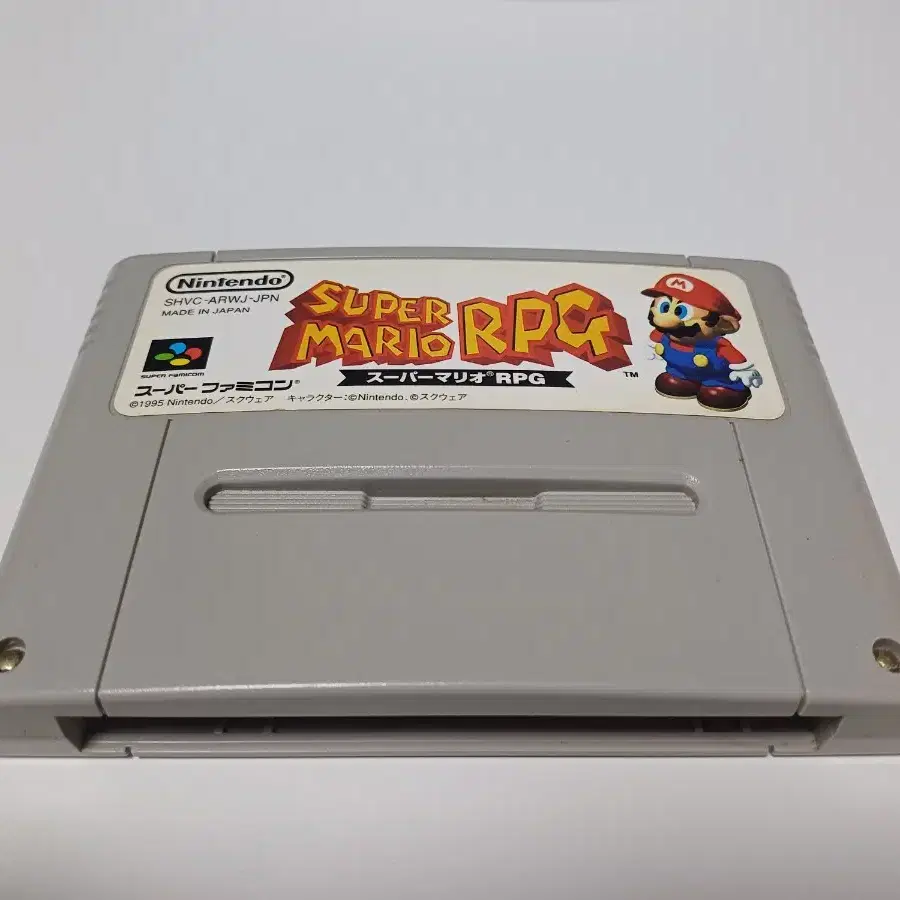 Nintendo®
SHVC-ARWJ-JPN
MADE IN JAPAN
SUPER FAMICOM
スーパーファミコン®
©1995 Nintendo／スクウェア キャラクター:©Nintendo、©スクウェア
SUPER
MARIO RPG
スーパーマリオ®RPG
TM
M